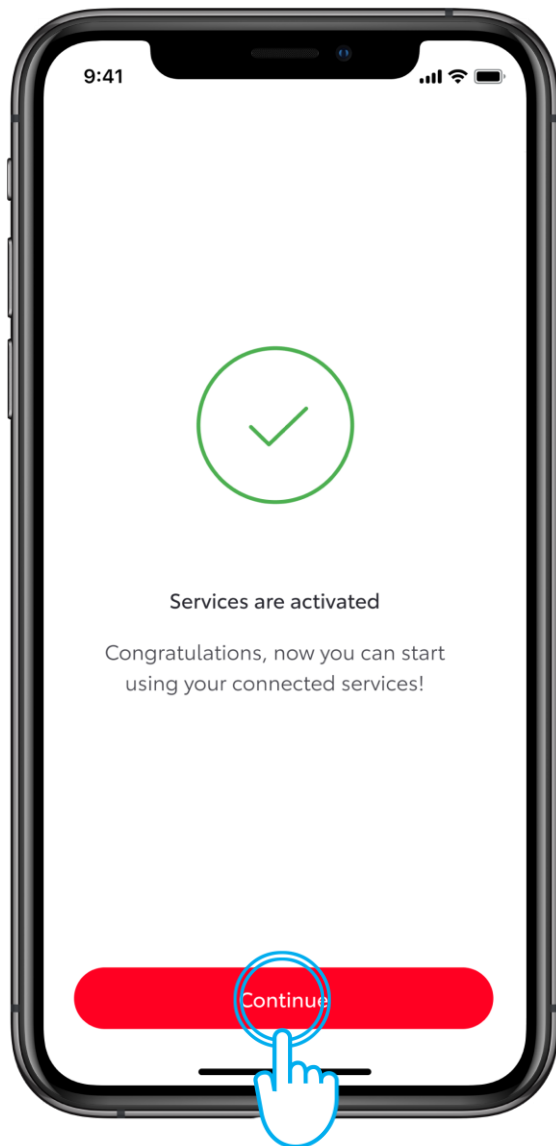 9:41
Services are activated
Congratulations, now you can start
using your connected services!
Continue